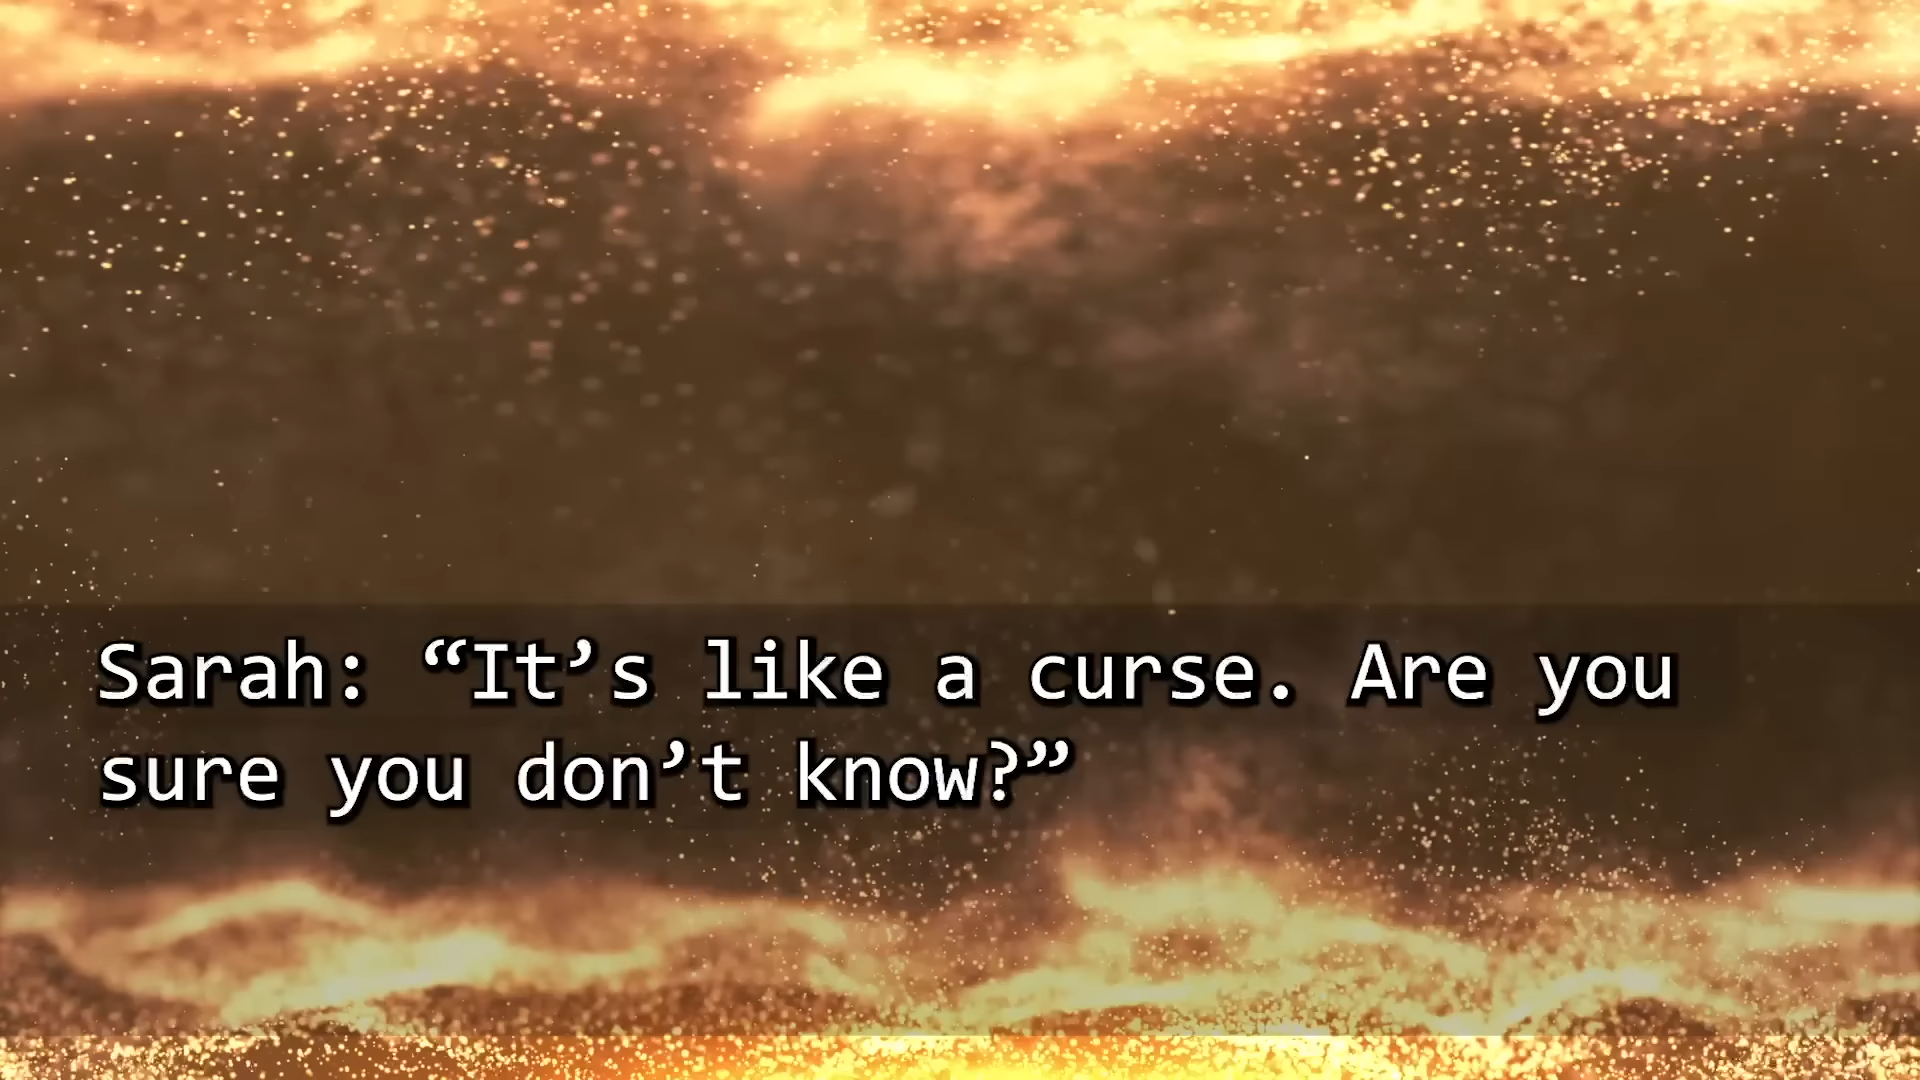 Sarah: “It’s like a curse. Are you
sure you don’t know?”